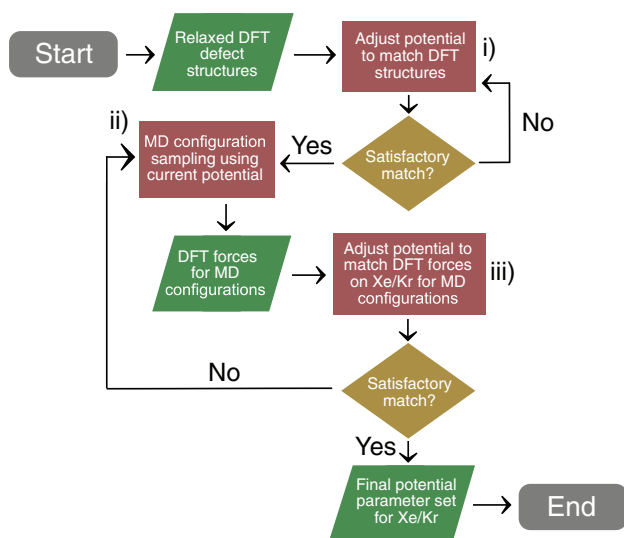 Start
Relaxed DFT
defect
structures
Adjust potential
to match DFT
structures
i)
No
Satisfactory
match?
Yes
ii)
MD configuration
sampling using
current potential
DFT forces
for MD
configurations
Adjust potential to
match DFT forces
on Xe/Kr for MD
configurations
iii)
No
Satisfactory
match?
Yes
Final potential
parameter set
for Xe/Kr
End